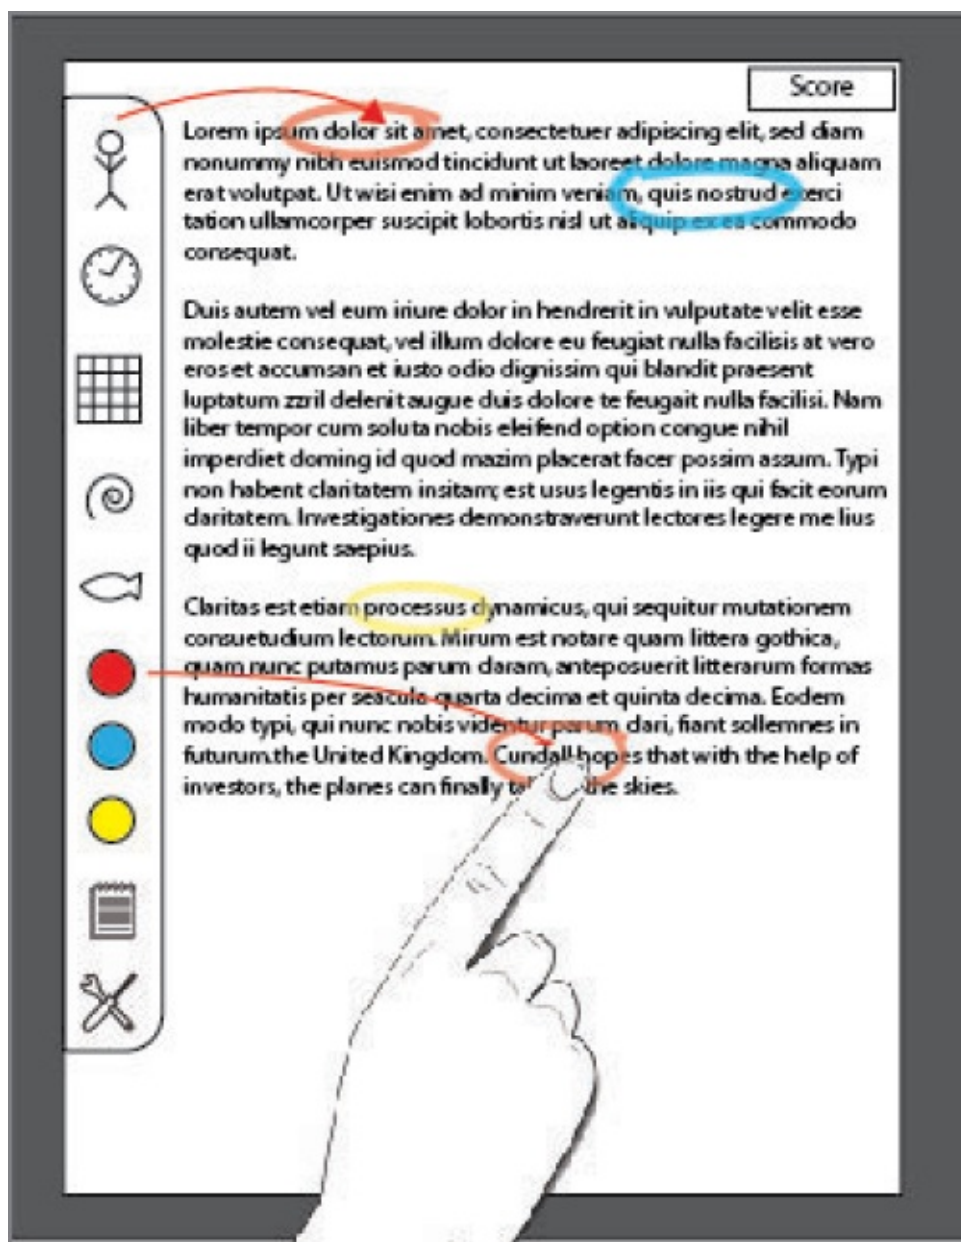 Score
Lorem ipsum dolor sit amet, consectetuer adipiscing elit, sed diam
nonummy nibh euismod tincidunt ut laoreet dolore magna aliquam
erat volutpat. Ut wisi enim ad minim veniam, quis nostrud exerci
tation ullamcorper suscipit lobortis nisl ut aliquip ex ea commodo
consequat.
Duis autem vel eum iriure dolor in hendrerit in vulputate velit esse
molestie consequat, vel illum dolore eu feugiat nulla facilisis at vero
eros et accumsan et iusto odio dignissim qui blandit praesent
luptatum zzril delenit augue duis dolore te feugait nulla facilisi. Nam
liber tempor cum soluta nobis eleifend option congue nihil
imperdiet doming id quod mazim placerat facer possim assum. Typi
non habent claritatem insitam; est usus legentis in iis qui facit eorum
claritatem. Investigationes demonstraverunt lectores legere me lius
quod ii legunt saepius.
Claritas est etiam processus dynamicus, qui sequitur mutationem
consuetudium lectorum. Mirum est notare quam littera gothica,
quam nunc putamus parum claram, anteposuerit litterarum formas
humanitatis per seacula quarta decima et quinta decima. Eodem
modo typi, qui nunc nobis videntur parum clari, fiant sollemnes in
futurum.the United Kingdom. Cundall hopes that with the help of
investors, the planes can finally the skies.